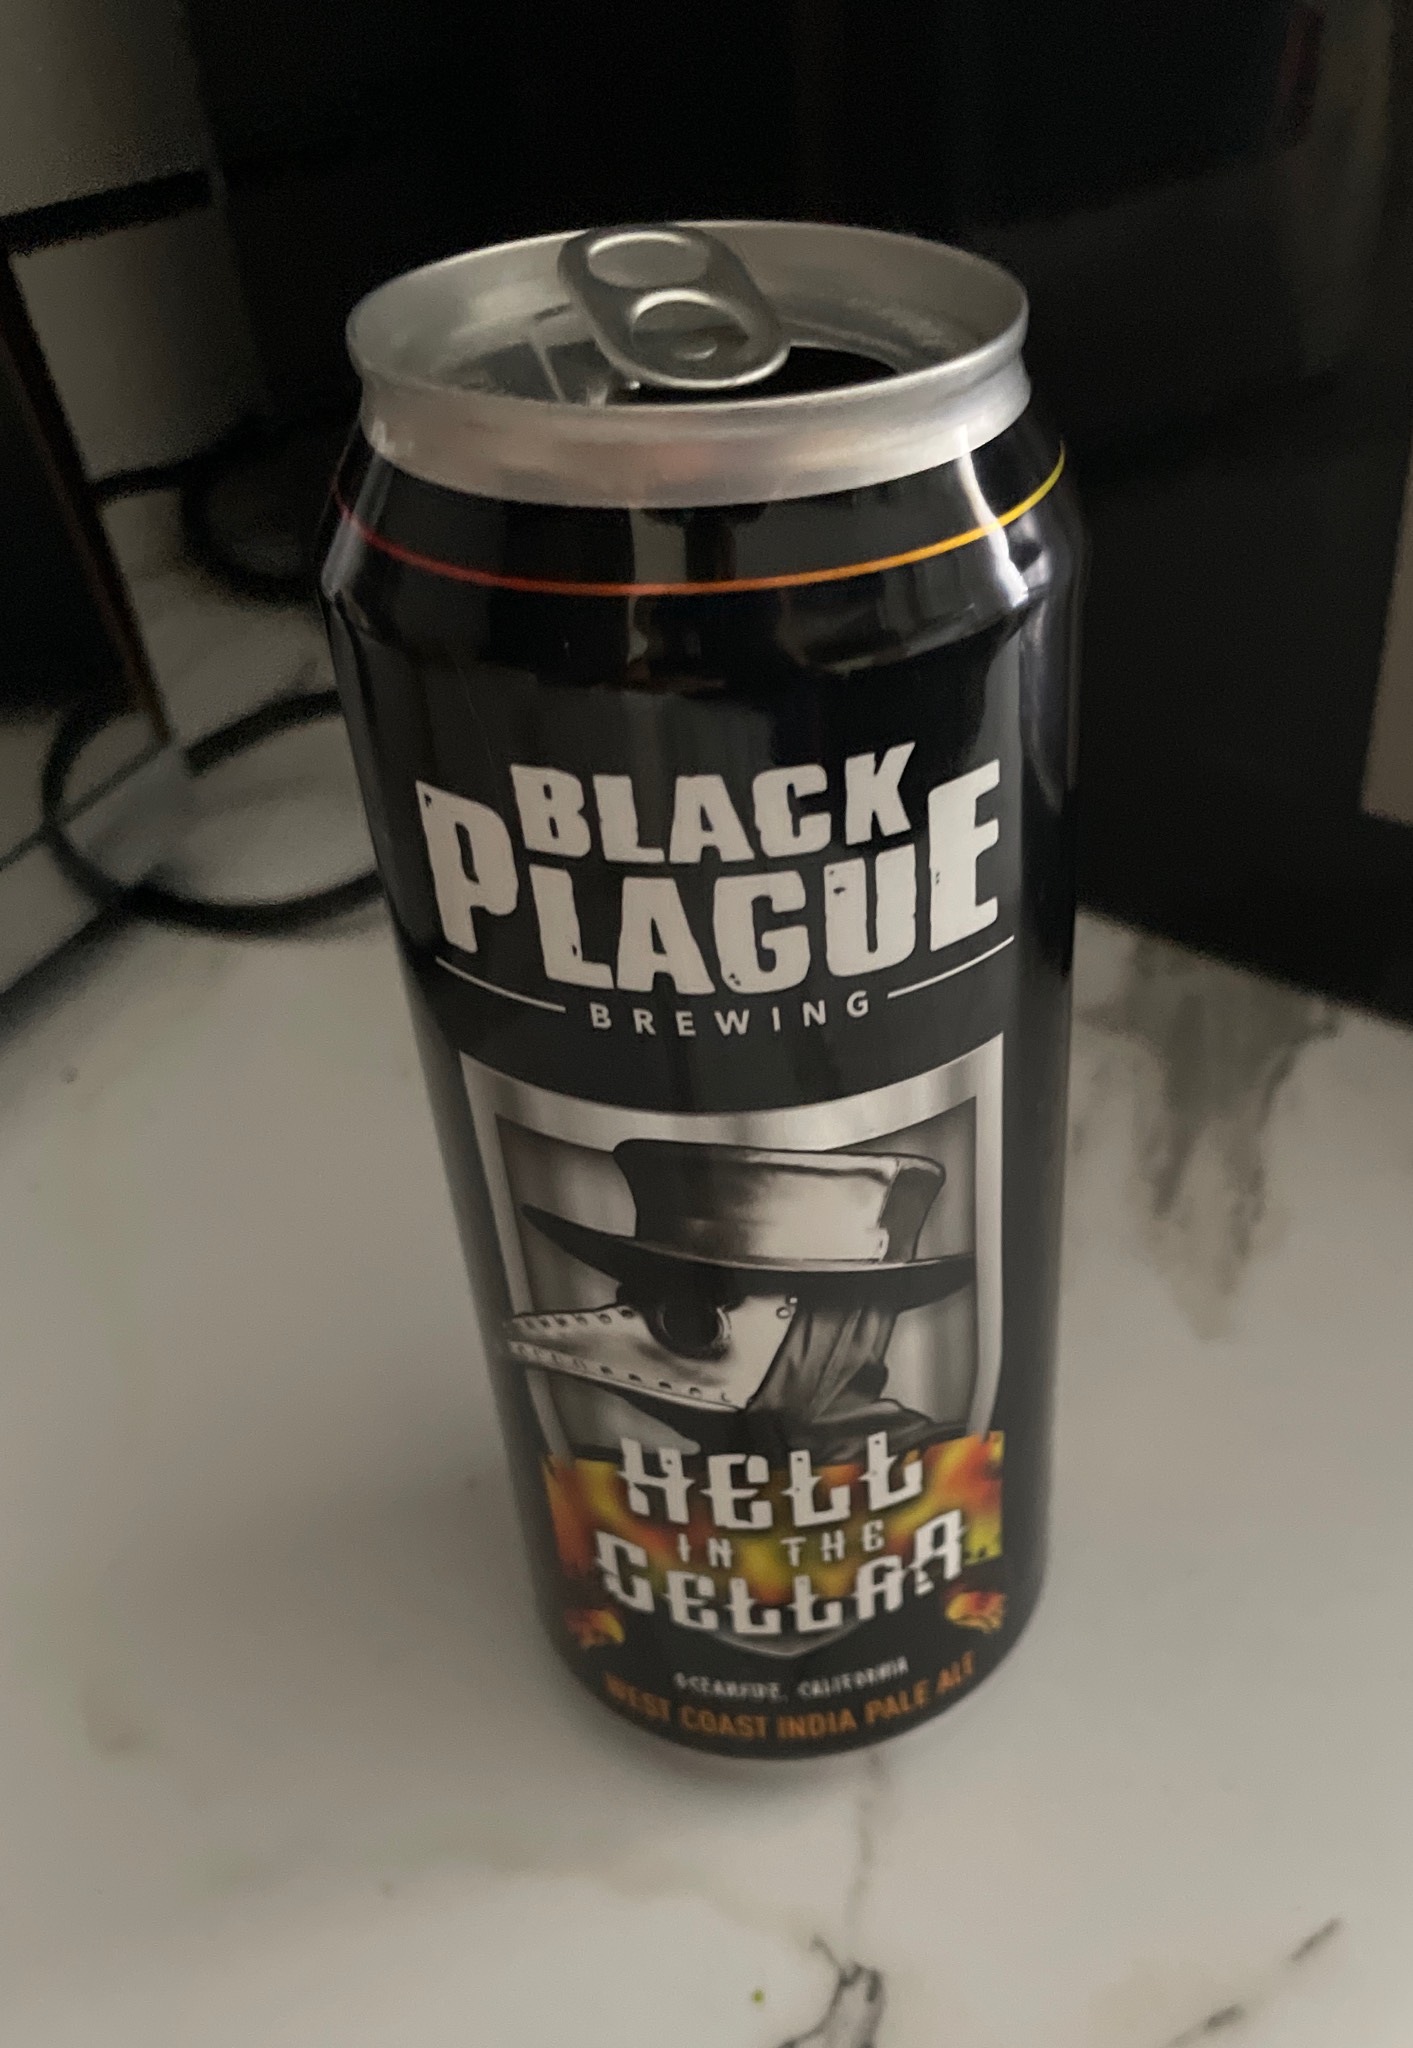 BLACK
PLAGUE
BREWING
HELL
IN THE
CELLAR
OCEANSIDE, CALIFORNIA
WEST COAST INDIA PALE ALE